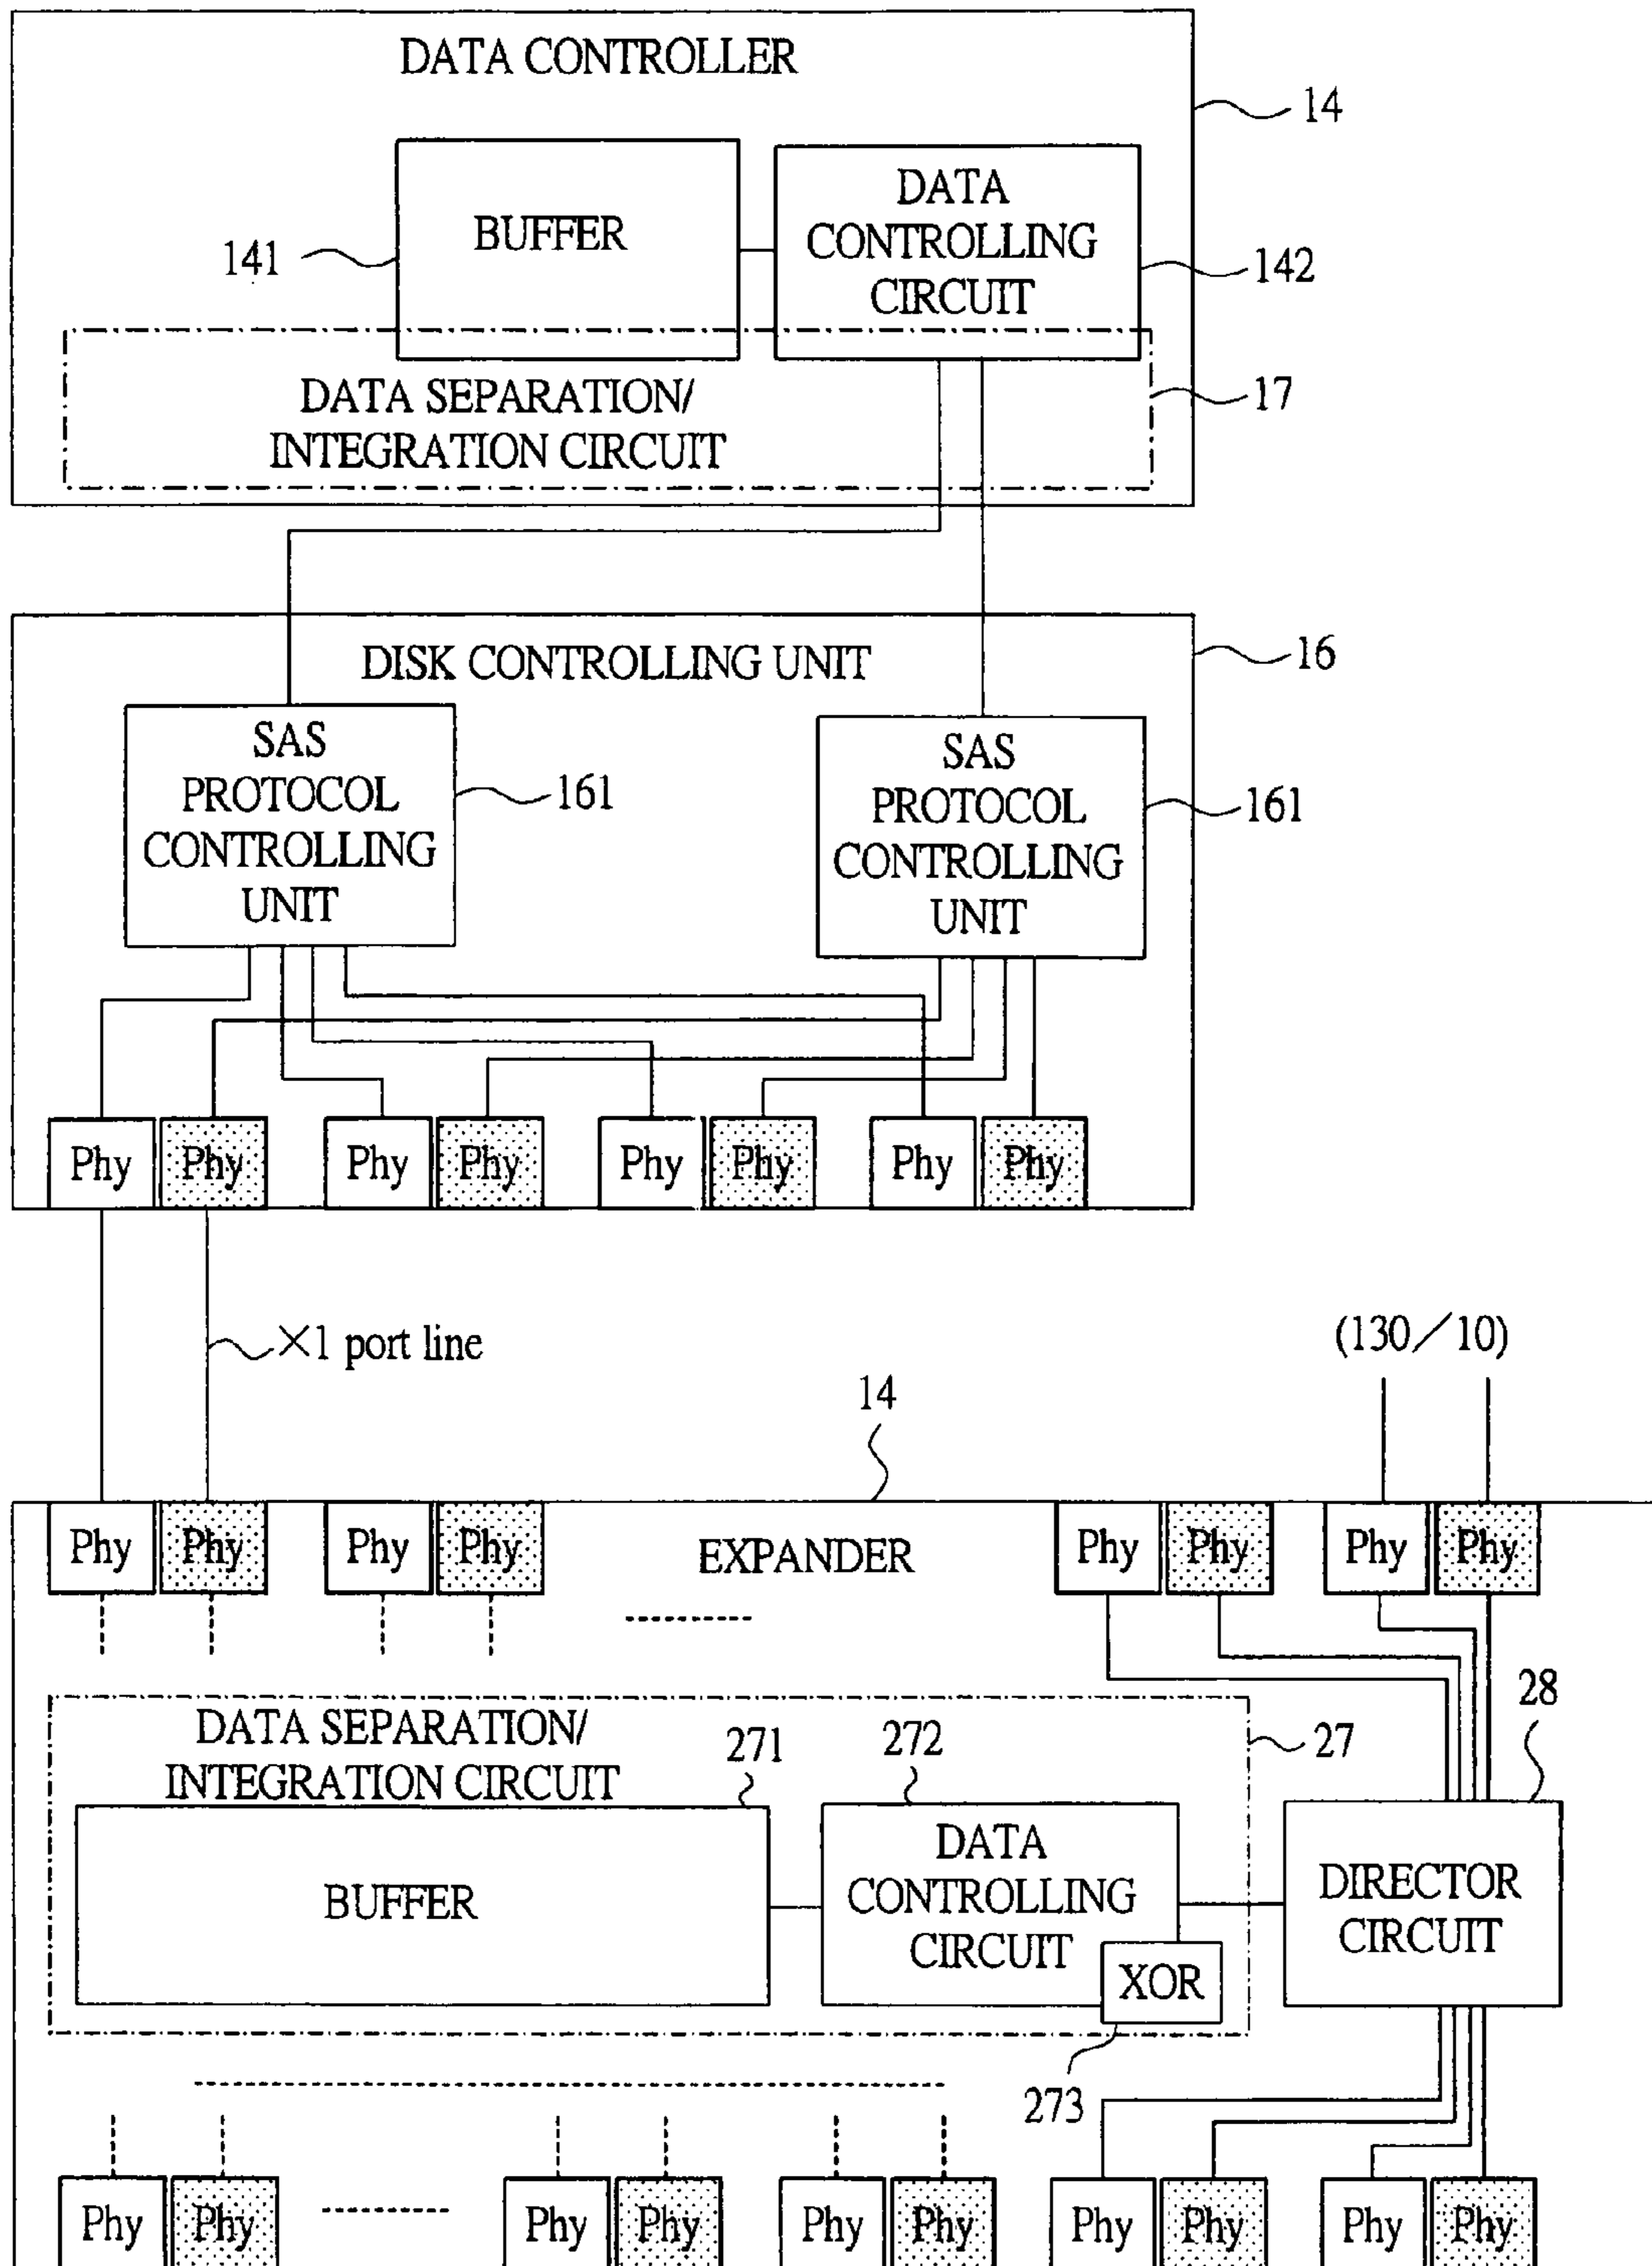 DATA CONTROLLER
14
BUFFER
DATA
CONTROLLING
CIRCUIT
141
142
DATA SEPARATION/
INTEGRATION CIRCUIT
17
DISK CONTROLLING UNIT
16
SAS
PROTOCOL
CONTROLLING
UNIT
161
SAS
PROTOCOL
CONTROLLING
UNIT
161
Phy Phy Phy Phy Phy Phy Phy Phy
×1 port line
(130/10)
14
Phy Phy Phy Phy EXPANDER Phy Phy Phy Phy
28
DATA SEPARATION/
INTEGRATION CIRCUIT
271
272
27
BUFFER
DATA
CONTROLLING
CIRCUIT
XOR
DIRECTOR
CIRCUIT
273
Phy Phy Phy Phy Phy Phy Phy Phy Phy Phy